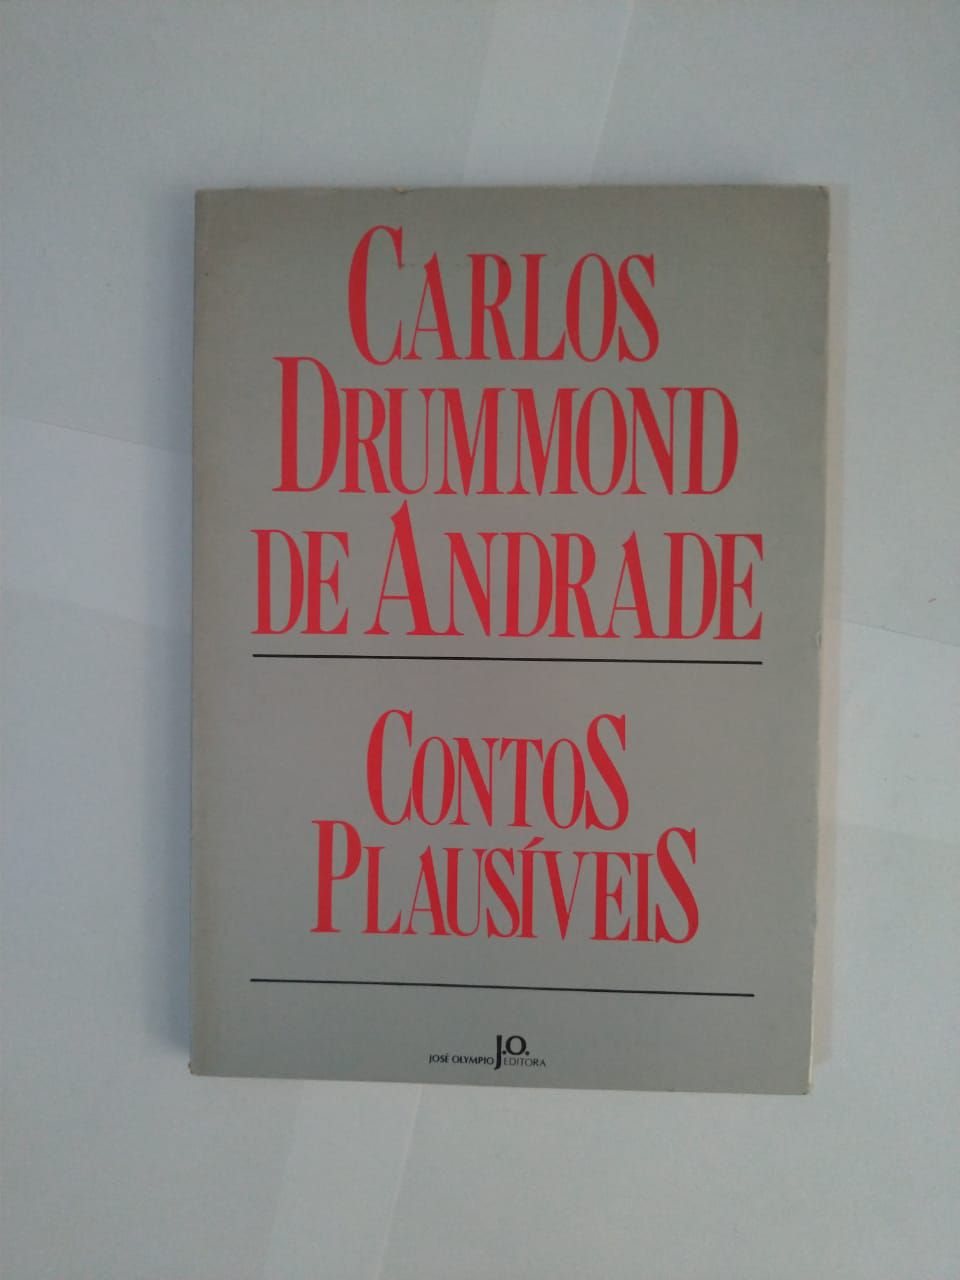 CARLOS
DRUMMOND
DE ANDRADE
CONTOS
PLAUSÍVEIS
JOSÉ OLYMPIO J.O. EDITORA